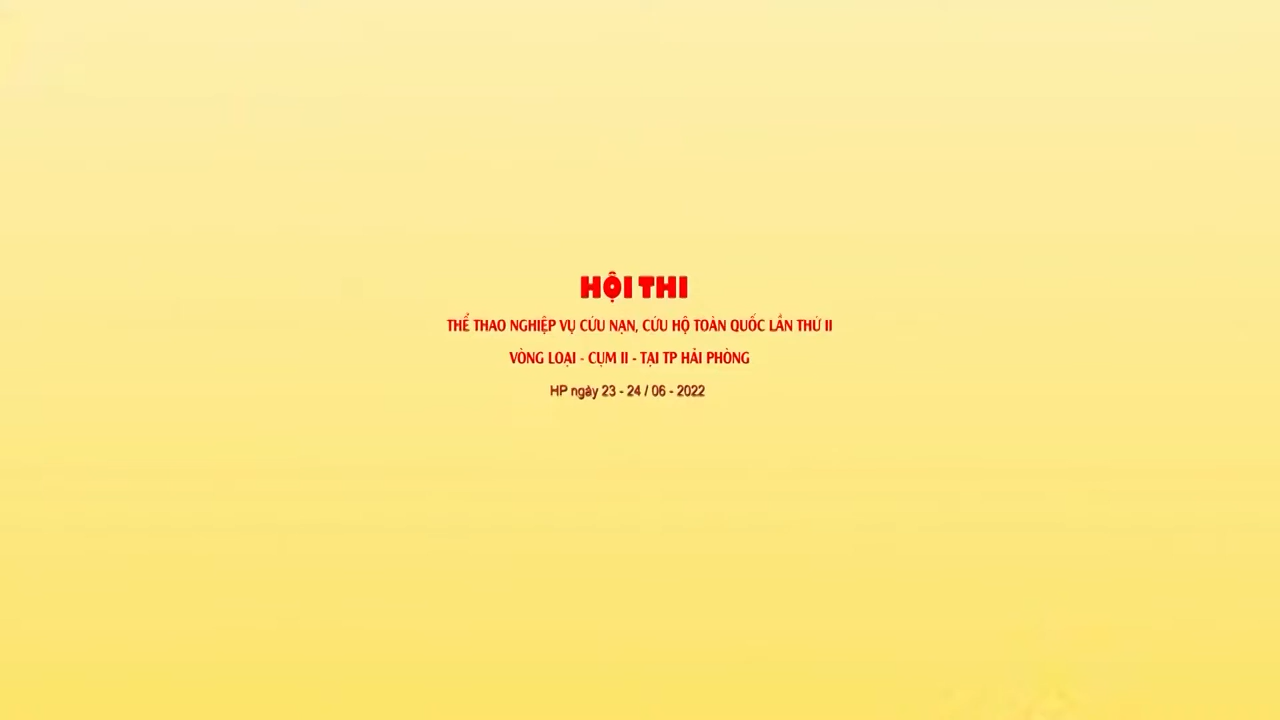 HỘI THI
THỂ THAO NGHIỆP VỤ CỨU NẠN, CỨU HỘ TOÀN QUỐC LẦN THỨ II
VÒNG LOẠI - CỤM II - TẠI TP HẢI PHÒNG
HP ngày 23 - 24 / 06 - 2022